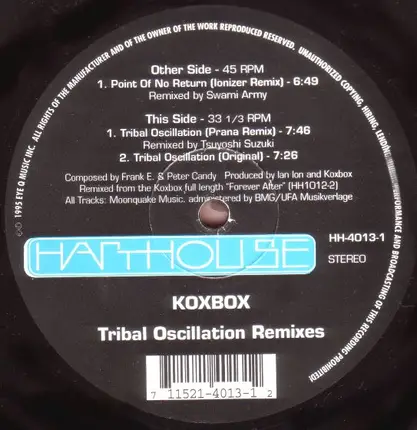 ALL RIGHTS OF THE MANUFACTURER AND OF THE OWNER OF THE WORK REPRODUCED RESERVED. UNAUTHORIZED COPYING, HIRING, LENDING, PERFORMANCE AND BROADCASTING OF THIS RECORDING PROHIBITED!
Other Side - 45 RPM
1. Point Of No Return (Ionizer Remix) - 6:49
Remixed by Swami Army
This Side - 33 1/3 RPM
1. Tribal Oscillation (Prana Remix) - 7:46
Remixed by Tsuyoshi Suzuki
2. Tribal Oscillation (Original) - 7:26
Composed by Frank E. & Peter Candy Produced by Ian Ion and Koxbox
Remixed from the Koxbox full length "Forever After" (HH1012-2)
All Tracks: Moonquake Music, administered by BMG/UFA Musikverlage
℗© 1995 EYE Q MUSIC INC.
HARTHOUSE
HH-4013-1
STEREO
KOXBOX
Tribal Oscillation Remixes
7 11521-4013-1 2